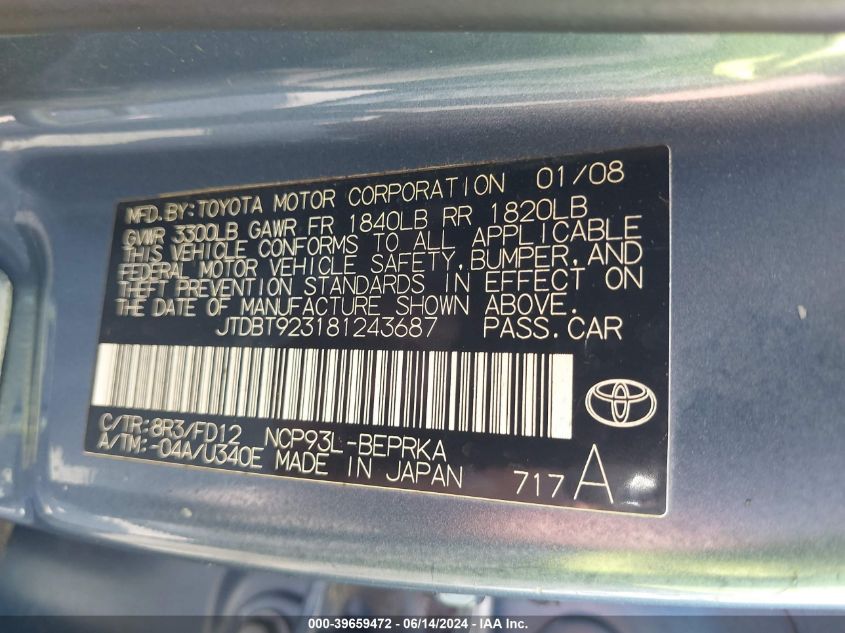 MFD.BY:TOYOTA MOTOR CORPORATION 01/08
GVWR 3300LB GAWR FR 1840LB RR 1820LB
THIS VEHICLE CONFORMS TO ALL APPLICABLE
FEDERAL MOTOR VEHICLE SAFETY,BUMPER,AND
THEFT PREVENTION STANDARDS IN EFFECT ON
THE DATE OF MANUFACTURE SHOWN ABOVE.
JTDBT923181243687 PASS.CAR
C/TR:8R3/FD12 NCP93L-BEPRKA
A/TM:-04A/U340E MADE IN JAPAN 717A
000-39659472 - 06/14/2024 - IAA Inc.